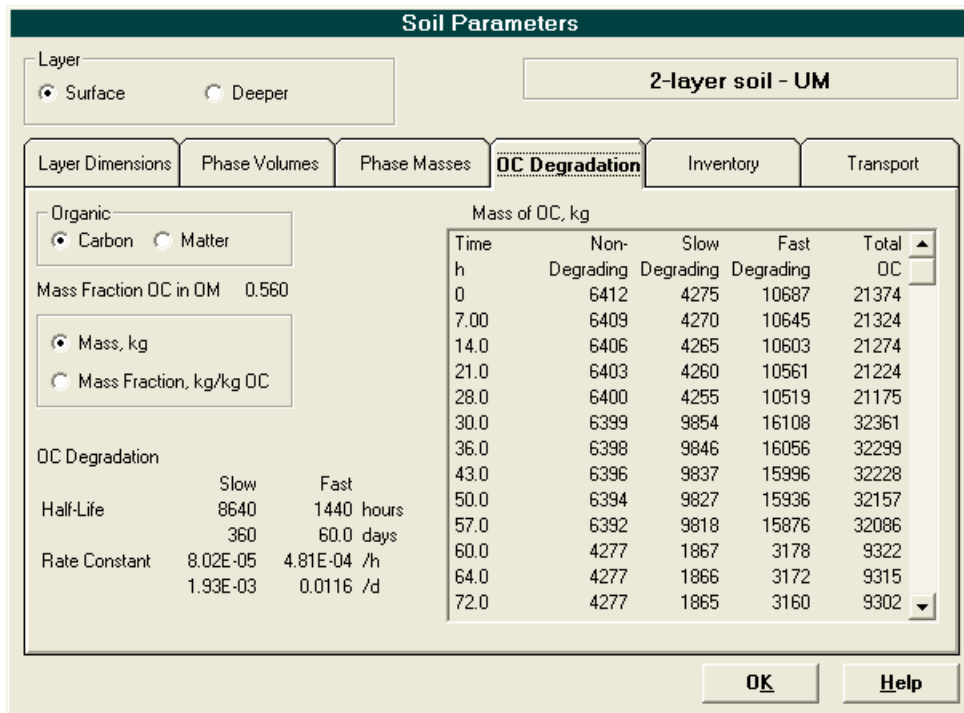 Soil Parameters
Layer
Surface Deeper
2-layer soil - UM
Layer Dimensions Phase Volumes Phase Masses OC Degradation Inventory Transport
Organic
Carbon Matter
Mass Fraction OC in OM 0.560
Mass, kg
Mass Fraction, kg/kg OC
OC Degradation
Slow Fast
Half-Life 8640 1440 hours
360 60.0 days
Rate Constant 8.02E-05 4.81E-04 /h
1.93E-03 0.0116 /d
Mass of OC, kg
Time Non- Slow Fast Total
h Degrading Degrading Degrading OC
0 6412 4275 10687 21374
7.00 6409 4270 10645 21324
14.0 6406 4265 10603 21274
21.0 6403 4260 10561 21224
28.0 6400 4255 10519 21175
30.0 6399 9854 16108 32361
36.0 6398 9846 16056 32299
43.0 6396 9837 15996 32228
50.0 6394 9827 15936 32157
57.0 6392 9818 15876 32086
60.0 4277 1867 3178 9322
64.0 4277 1866 3172 9315
72.0 4277 1865 3160 9302
OK Help